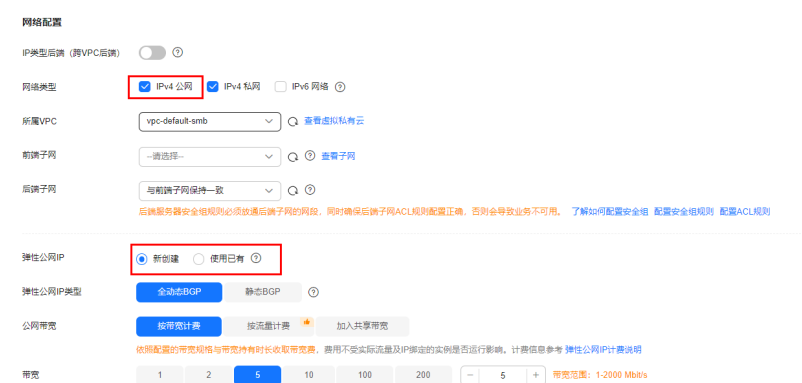 网络配置
IP类型后端（跨VPC后端）
网络类型 IPv4 公网 IPv4 私网 IPv6 网络
所属VPC vpc-default-smb 查看虚拟私有云
前端子网 --请选择-- 查看子网
后端子网 与前端子网保持一致
后端服务器安全组规则必须放通后端子网的网段，同时确保后端子网ACL规则配置正确，否则会导致业务不可用。 了解如何配置安全组 配置安全组规则 配置ACL规则
弹性公网IP 新创建 使用已有
弹性公网IP类型 全动态BGP 静态BGP
公网带宽 按带宽计费 按流量计费 加入共享带宽
依照配置的带宽规格与带宽持有时长收取带宽费，费用不受实际流量及IP绑定的实例是否运行影响。计费信息参考 弹性公网IP计费说明
带宽 1 2 5 10 100 200 − 5 + 带宽范围：1-2000 Mbit/s